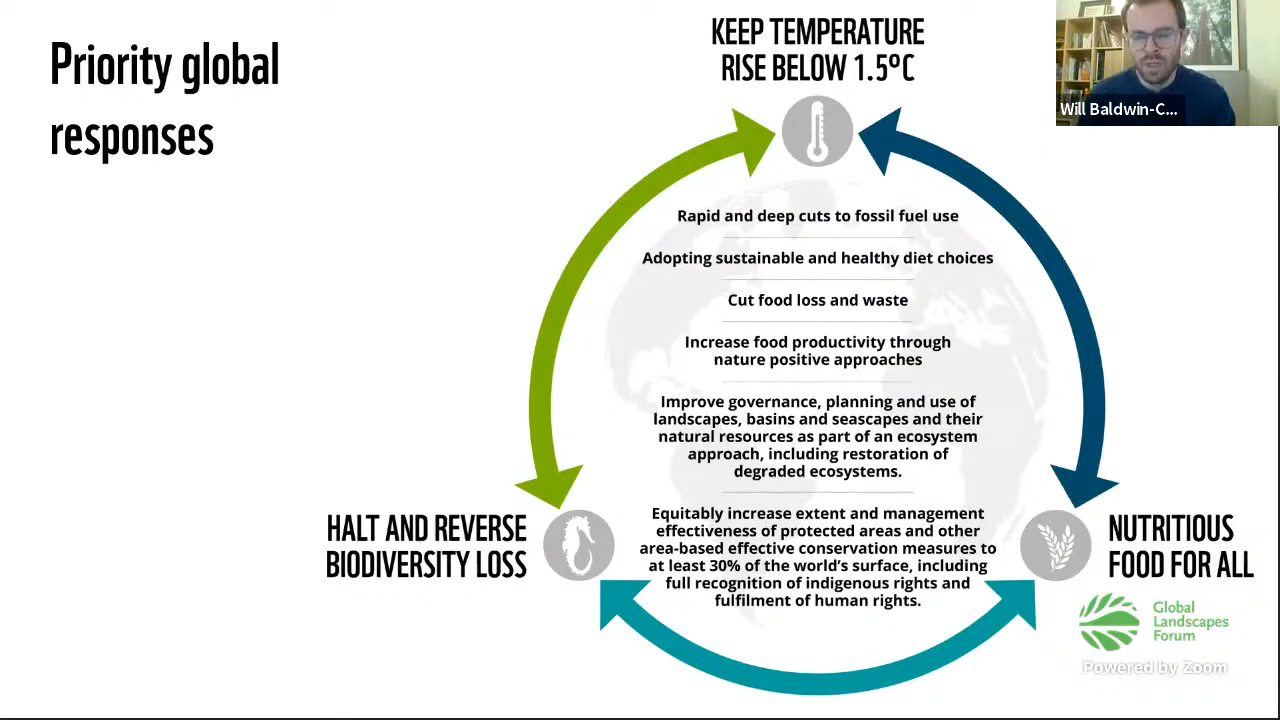 Priority global
responses
KEEP TEMPERATURE
RISE BELOW 1.5ºC
Will Baldwin-C...
Rapid and deep cuts to fossil fuel use
Adopting sustainable and healthy diet choices
Cut food loss and waste
Increase food productivity through
nature positive approaches
Improve governance, planning and use of
landscapes, basins and seascapes and their
natural resources as part of an ecosystem
approach, including restoration of
degraded ecosystems.
Equitably increase extent and management
effectiveness of protected areas and other
area-based effective conservation measures to
at least 30% of the world’s surface, including
full recognition of indigenous rights and
fulfilment of human rights.
HALT AND REVERSE
BIODIVERSITY LOSS
NUTRITIOUS
FOOD FOR ALL
Global
Landscapes
Forum
Powered by Zoom